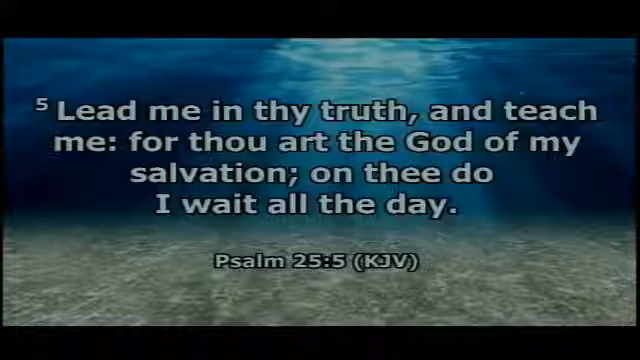 5 Lead me in thy truth, and teach
me: for thou art the God of my
salvation; on thee do
I wait all the day.
Psalm 25:5 (KJV)